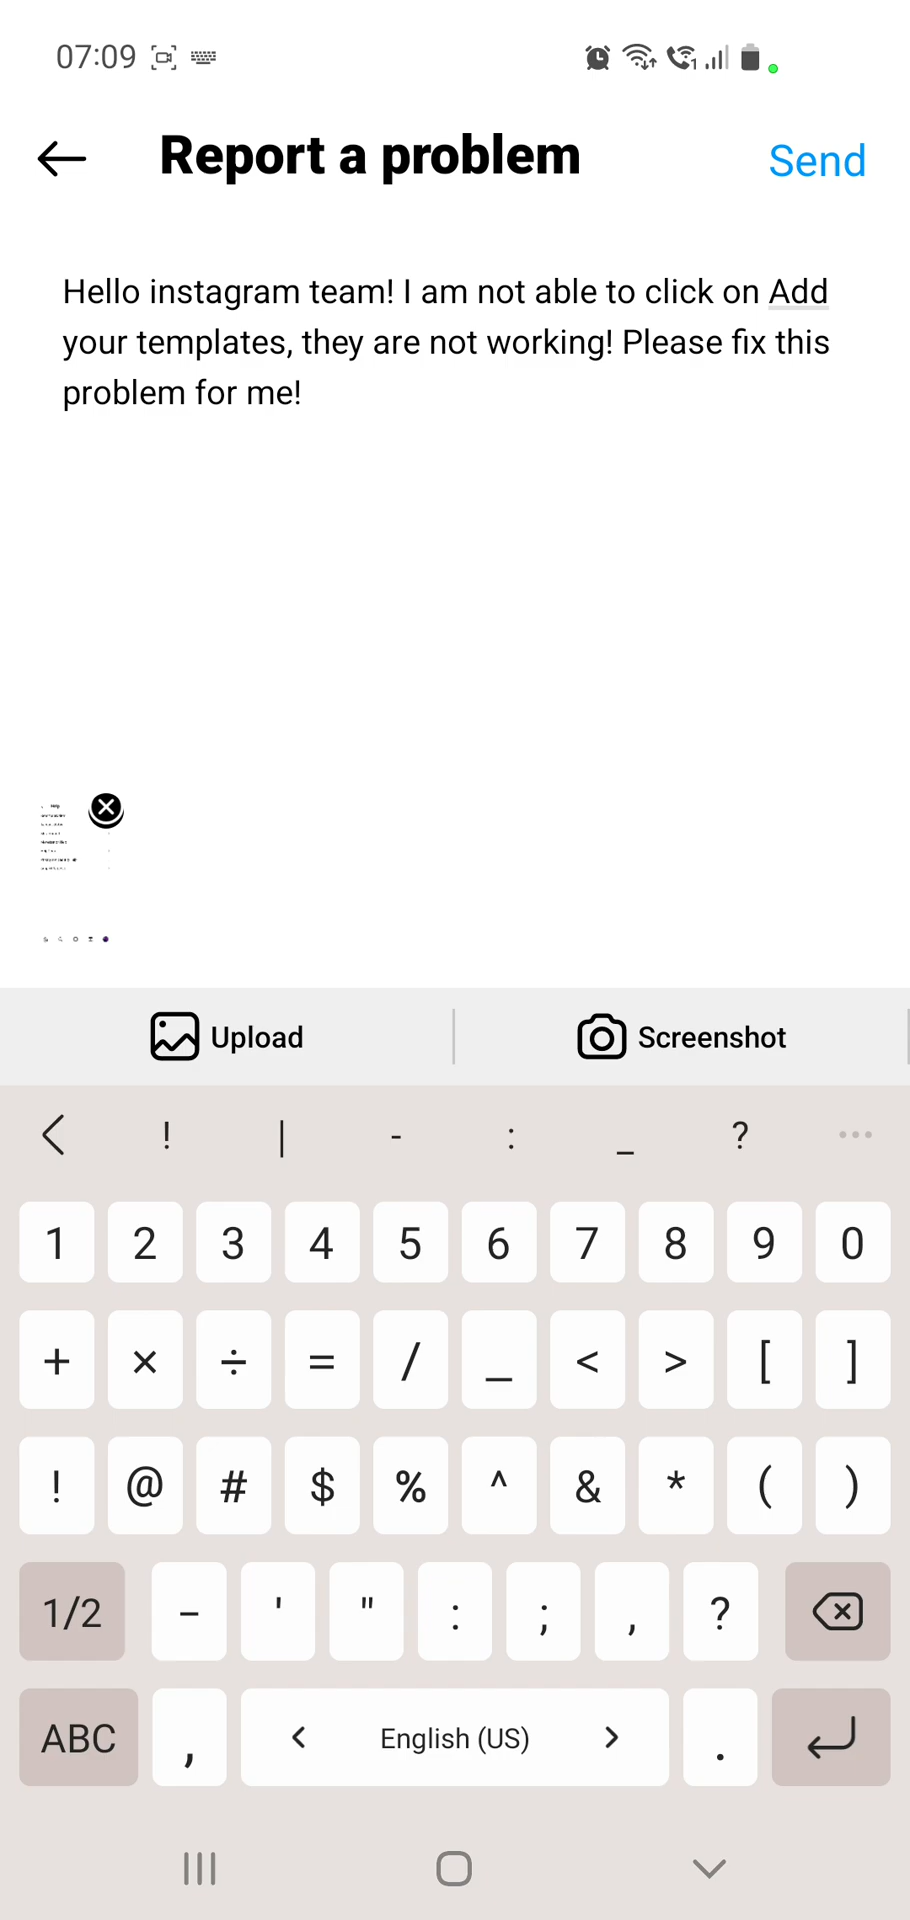 07:09
Report a problem
Send
Hello instagram team! I am not able to click on Add
your templates, they are not working! Please fix this
problem for me!
Upload
Screenshot
! | - : _ ?
1 2 3 4 5 6 7 8 9 0
+ × ÷ = / _ < > [ ]
! @ # $ % ^ & * ( )
1/2 - ' " : ; , ?
ABC , < English (US) > .